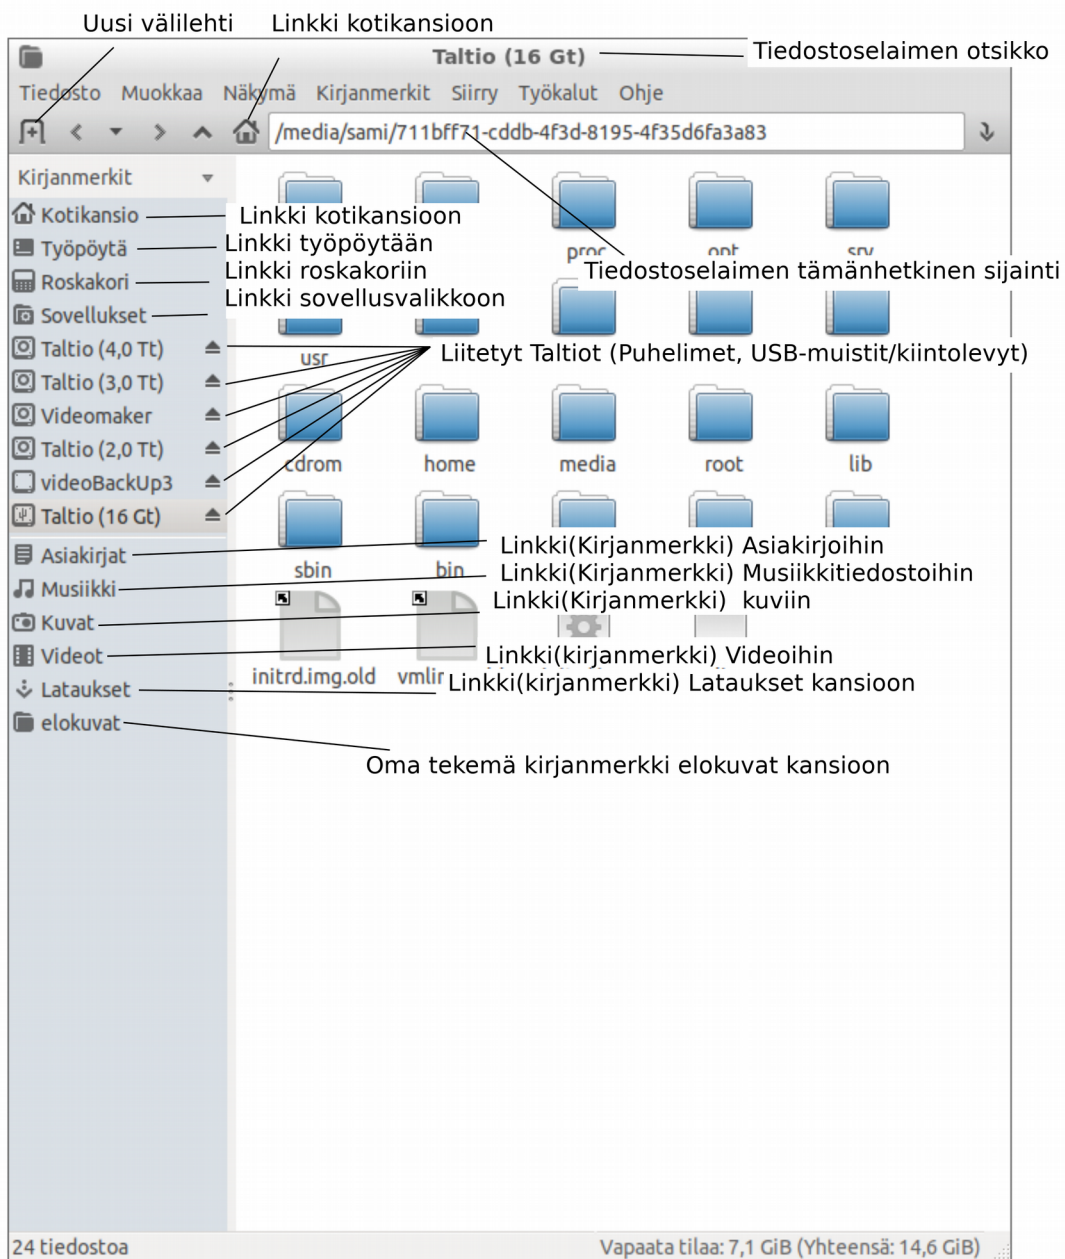 Uusi välilehti
Linkki kotikansioon
Taltio (16 Gt)
Tiedostoselaimen otsikko
Tiedosto Muokkaa Näkymä Kirjanmerkit Siirry Työkalut Ohje
/media/sami/711bff71-cddb-4f3d-8195-4f35d6fa3a83
Kirjanmerkit
Kotikansio
Linkki kotikansioon
Työpöytä
Linkki työpöytään
proc opt srv
Roskakori
Linkki roskakoriin
Tiedostoselaimen tämänhetkinen sijainti
Sovellukset
Linkki sovellusvalikkoon
Taltio (4,0 Tt)
usr
Liitetyt Taltiot (Puhelimet, USB-muistit/kiintolevyt)
Taltio (3,0 Tt)
Videomaker
Taltio (2,0 Tt)
cdrom home media root lib
videoBackUp3
Taltio (16 Gt)
Asiakirjat
Linkki(Kirjanmerkki) Asiakirjoihin
sbin bin
Musiikki
Linkki(Kirjanmerkki) Musiikkitiedostoihin
Kuvat
Linkki(Kirjanmerkki) kuviin
Videot
Linkki(kirjanmerkki) Videoihin
initrd.img.old
Lataukset
Linkki(kirjanmerkki) Lataukset kansioon
elokuvat
Oma tekemä kirjanmerkki elokuvat kansioon
24 tiedostoa
Vapaata tilaa: 7,1 GiB (Yhteensä: 14,6 GiB)